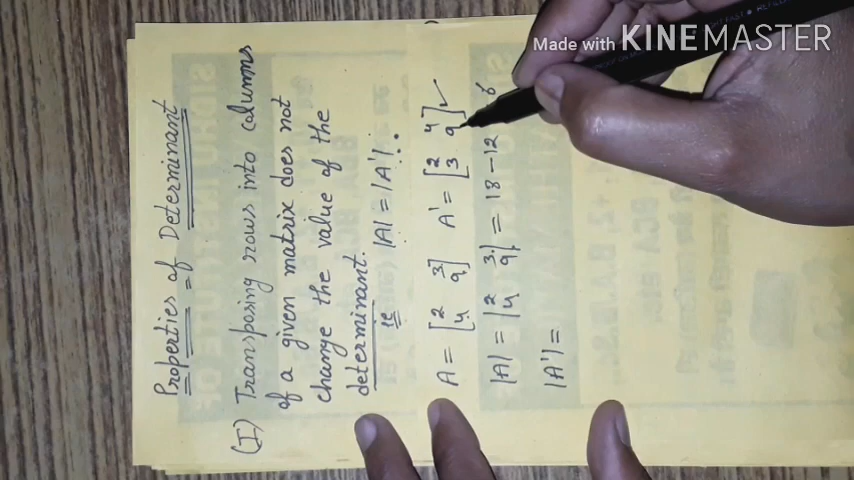 Made with KINEMASTER
Properties of Determinant
(I) Transposing rows into columns
of a given matrix does not
change the value of the
determinant.
ie |A| = |A'|.
A = [2 3 4 9] A' = [2 4 3 9] ✓
|A| = |2 3 4 9| = 18 - 12 6
|A'| =